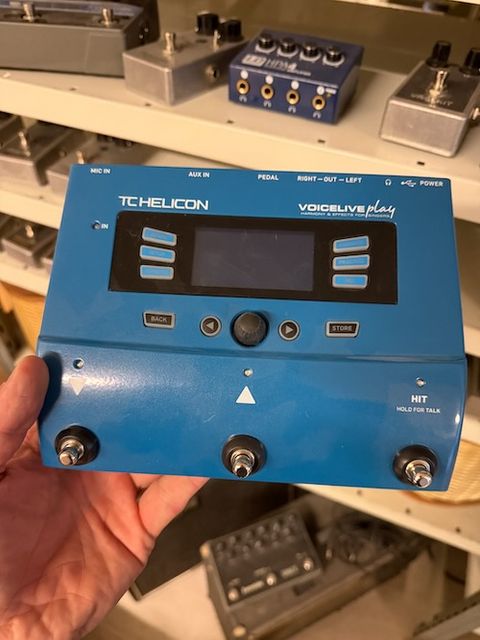 HPM4
MIC IN
AUX IN
PEDAL
RIGHT—OUT—LEFT
POWER
TC HELICON
VOICELIVE play
HARMONY & EFFECTS FOR SINGERS
IN
BACK
STORE
HIT
HOLD FOR TALK